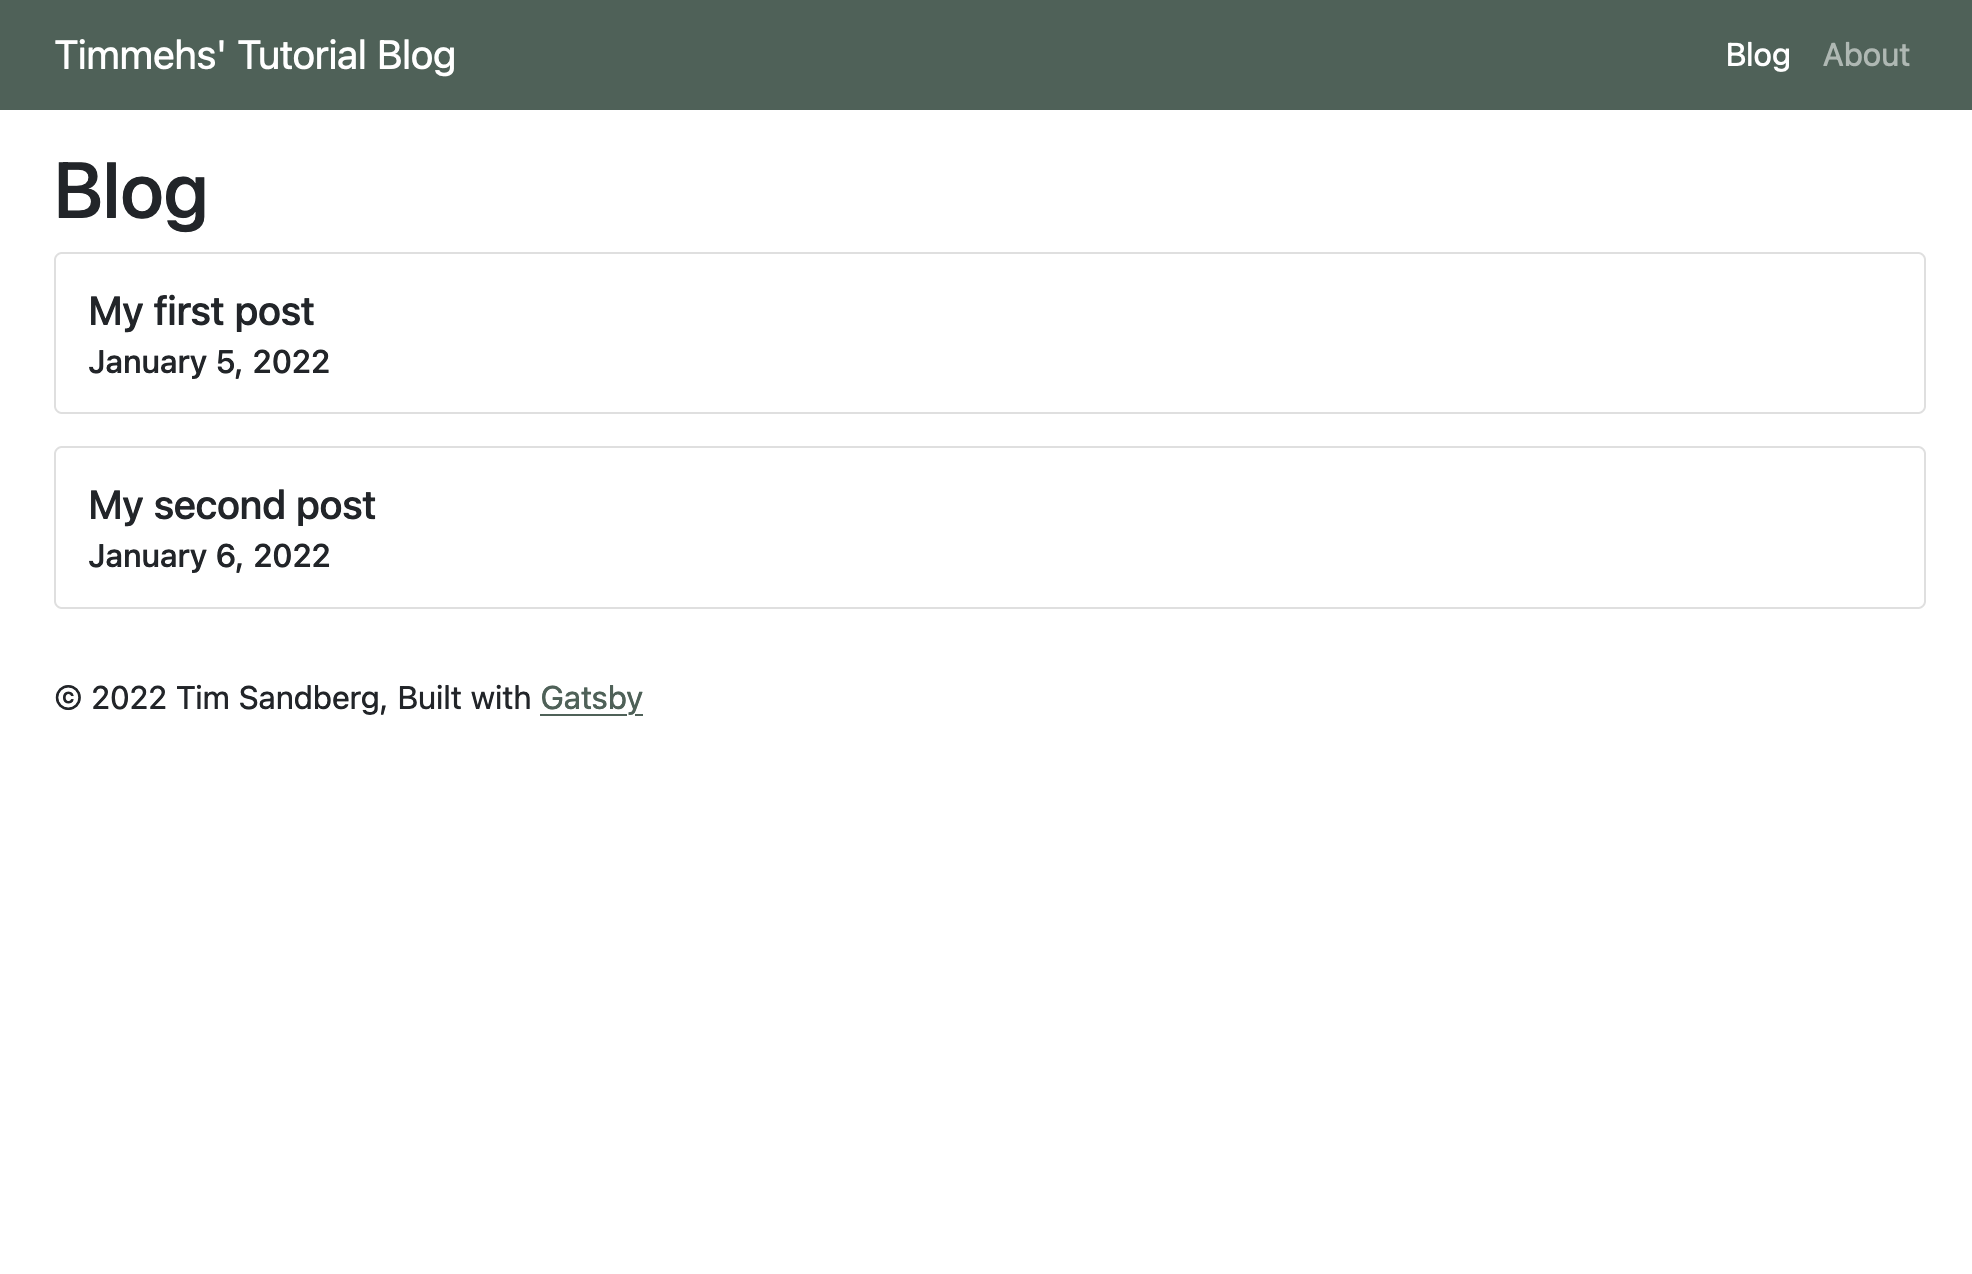 Timmehs' Tutorial Blog
Blog About
Blog
My first post
January 5, 2022
My second post
January 6, 2022
© 2022 Tim Sandberg, Built with Gatsby